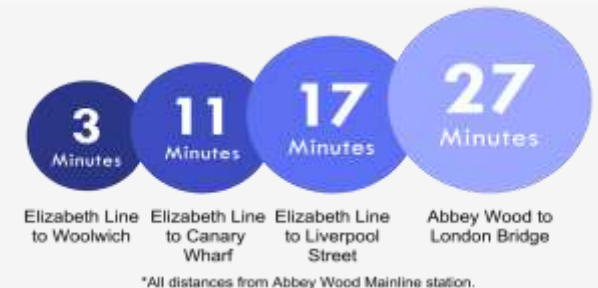 3
Minutes
11
Minutes
17
Minutes
27
Minutes
Elizabeth Line
to Woolwich
Elizabeth Line
to Canary
Wharf
Elizabeth Line
to Liverpool
Street
Abbey Wood to
London Bridge
*All distances from Abbey Wood Mainline station.